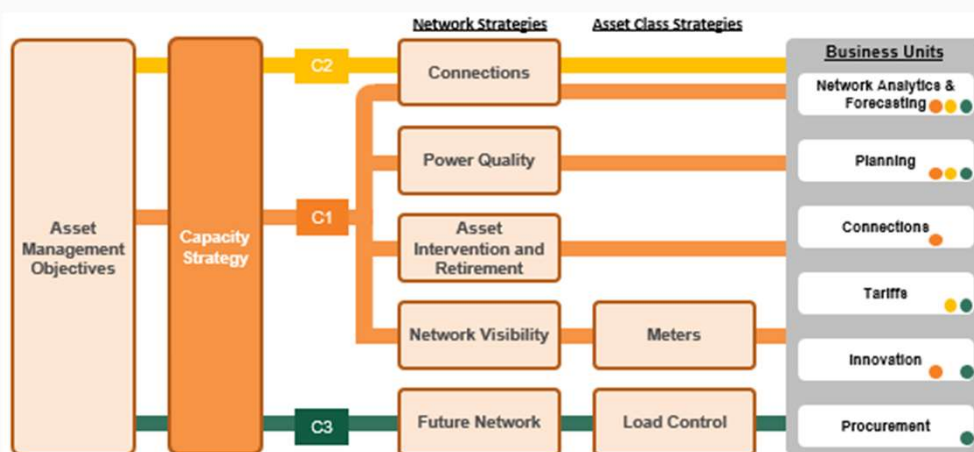 Network Strategies
Asset Class Strategies
Asset
Management
Objectives
Capacity
Strategy
C2
C1
C3
Connections
Power Quality
Asset
Intervention and
Retirement
Network Visibility
Future Network
Meters
Load Control
Business Units
Network Analytics &
Forecasting
Planning
Connections
Tariffs
Innovation
Procurement